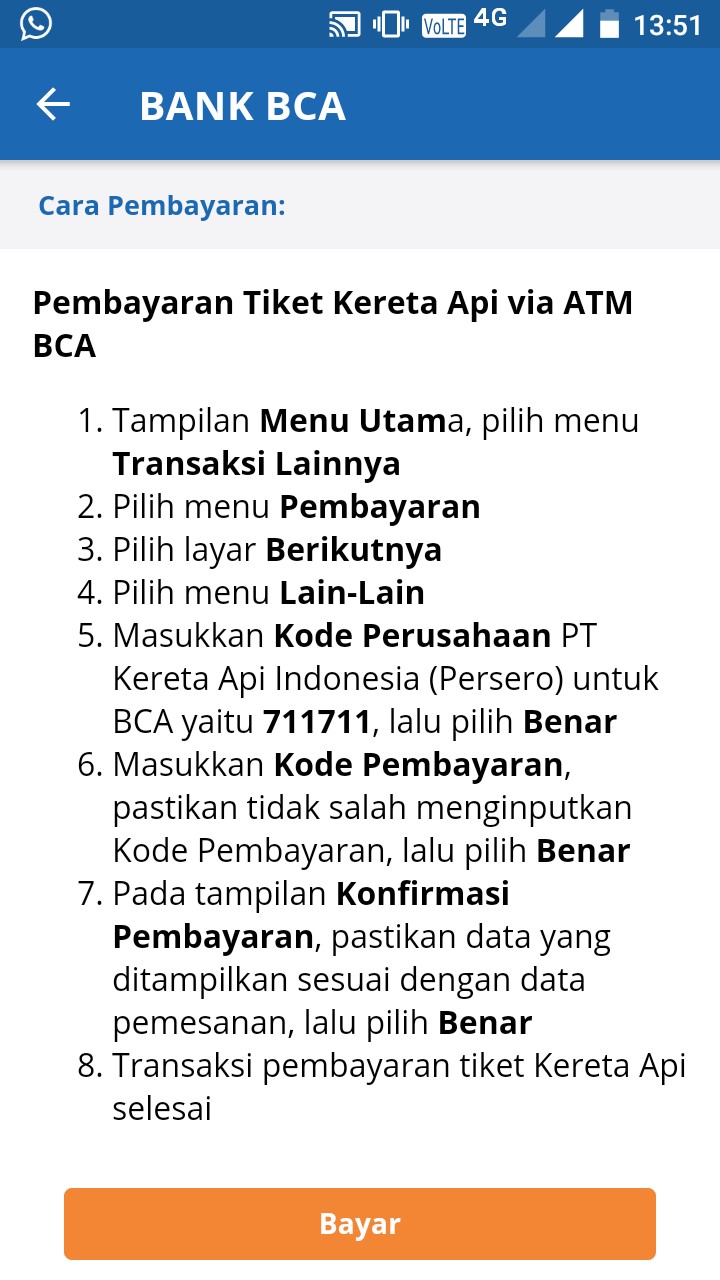 VoLTE 4G 13:51
BANK BCA
Cara Pembayaran:
Pembayaran Tiket Kereta Api via ATM
BCA
1. Tampilan Menu Utama, pilih menu
Transaksi Lainnya
2. Pilih menu Pembayaran
3. Pilih layar Berikutnya
4. Pilih menu Lain-Lain
5. Masukkan Kode Perusahaan PT
Kereta Api Indonesia (Persero) untuk
BCA yaitu 711711, lalu pilih Benar
6. Masukkan Kode Pembayaran,
pastikan tidak salah menginputkan
Kode Pembayaran, lalu pilih Benar
7. Pada tampilan Konfirmasi
Pembayaran, pastikan data yang
ditampilkan sesuai dengan data
pemesanan, lalu pilih Benar
8. Transaksi pembayaran tiket Kereta Api
selesai
Bayar